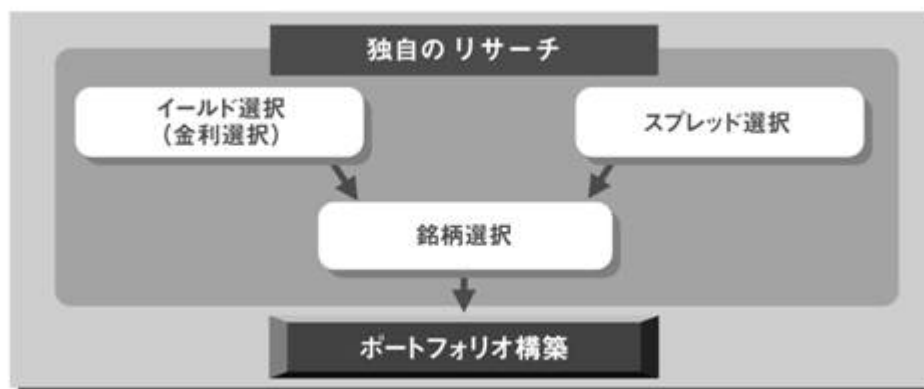 独自のリサーチ
イールド選択
（金利選択）
スプレッド選択
銘柄選択
ポートフォリオ構築